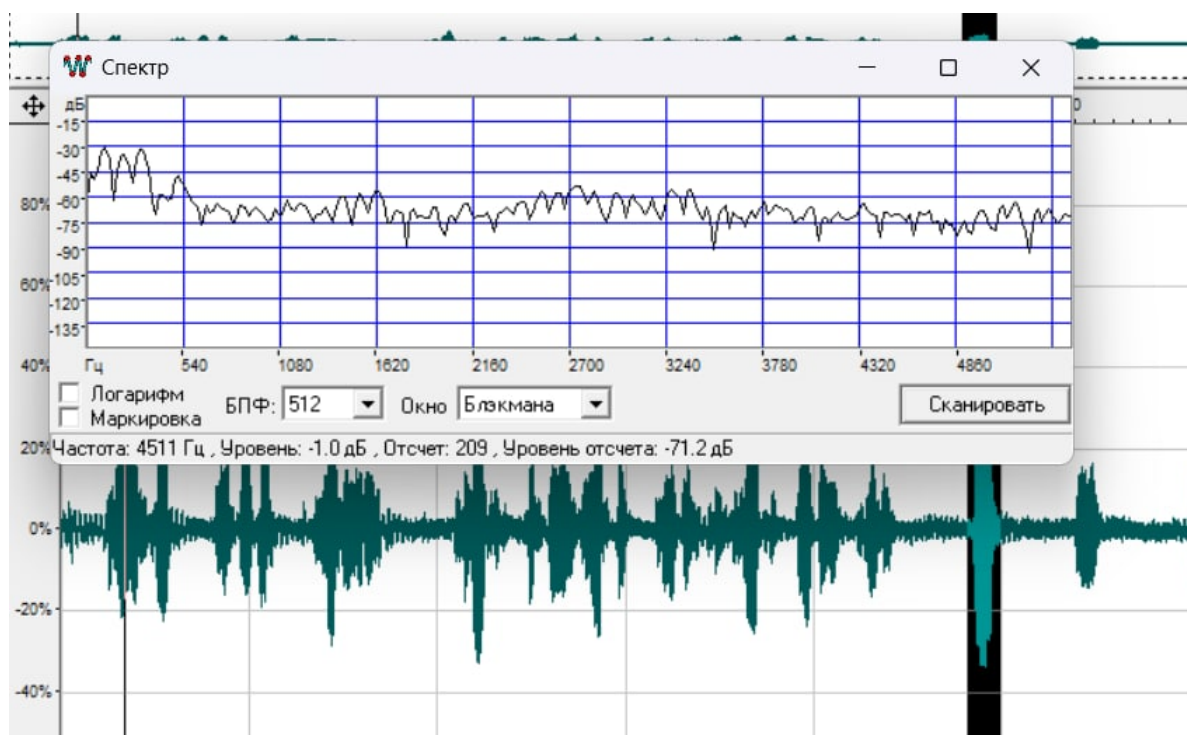 Спектр
дБ
-15
-30
-45
-60
-75
-90
-105
-120
-135
Гц 540 1080 1620 2160 2700 3240 3780 4320 4860
0
80%
60%
40%
20%
0%
-20%
-40%
Логарифм
Маркировка
БПФ: 512 Окно Блэкмана Сканировать
Частота: 4511 Гц , Уровень: -1.0 дБ , Отсчет: 209 , Уровень отсчета: -71.2 дБ